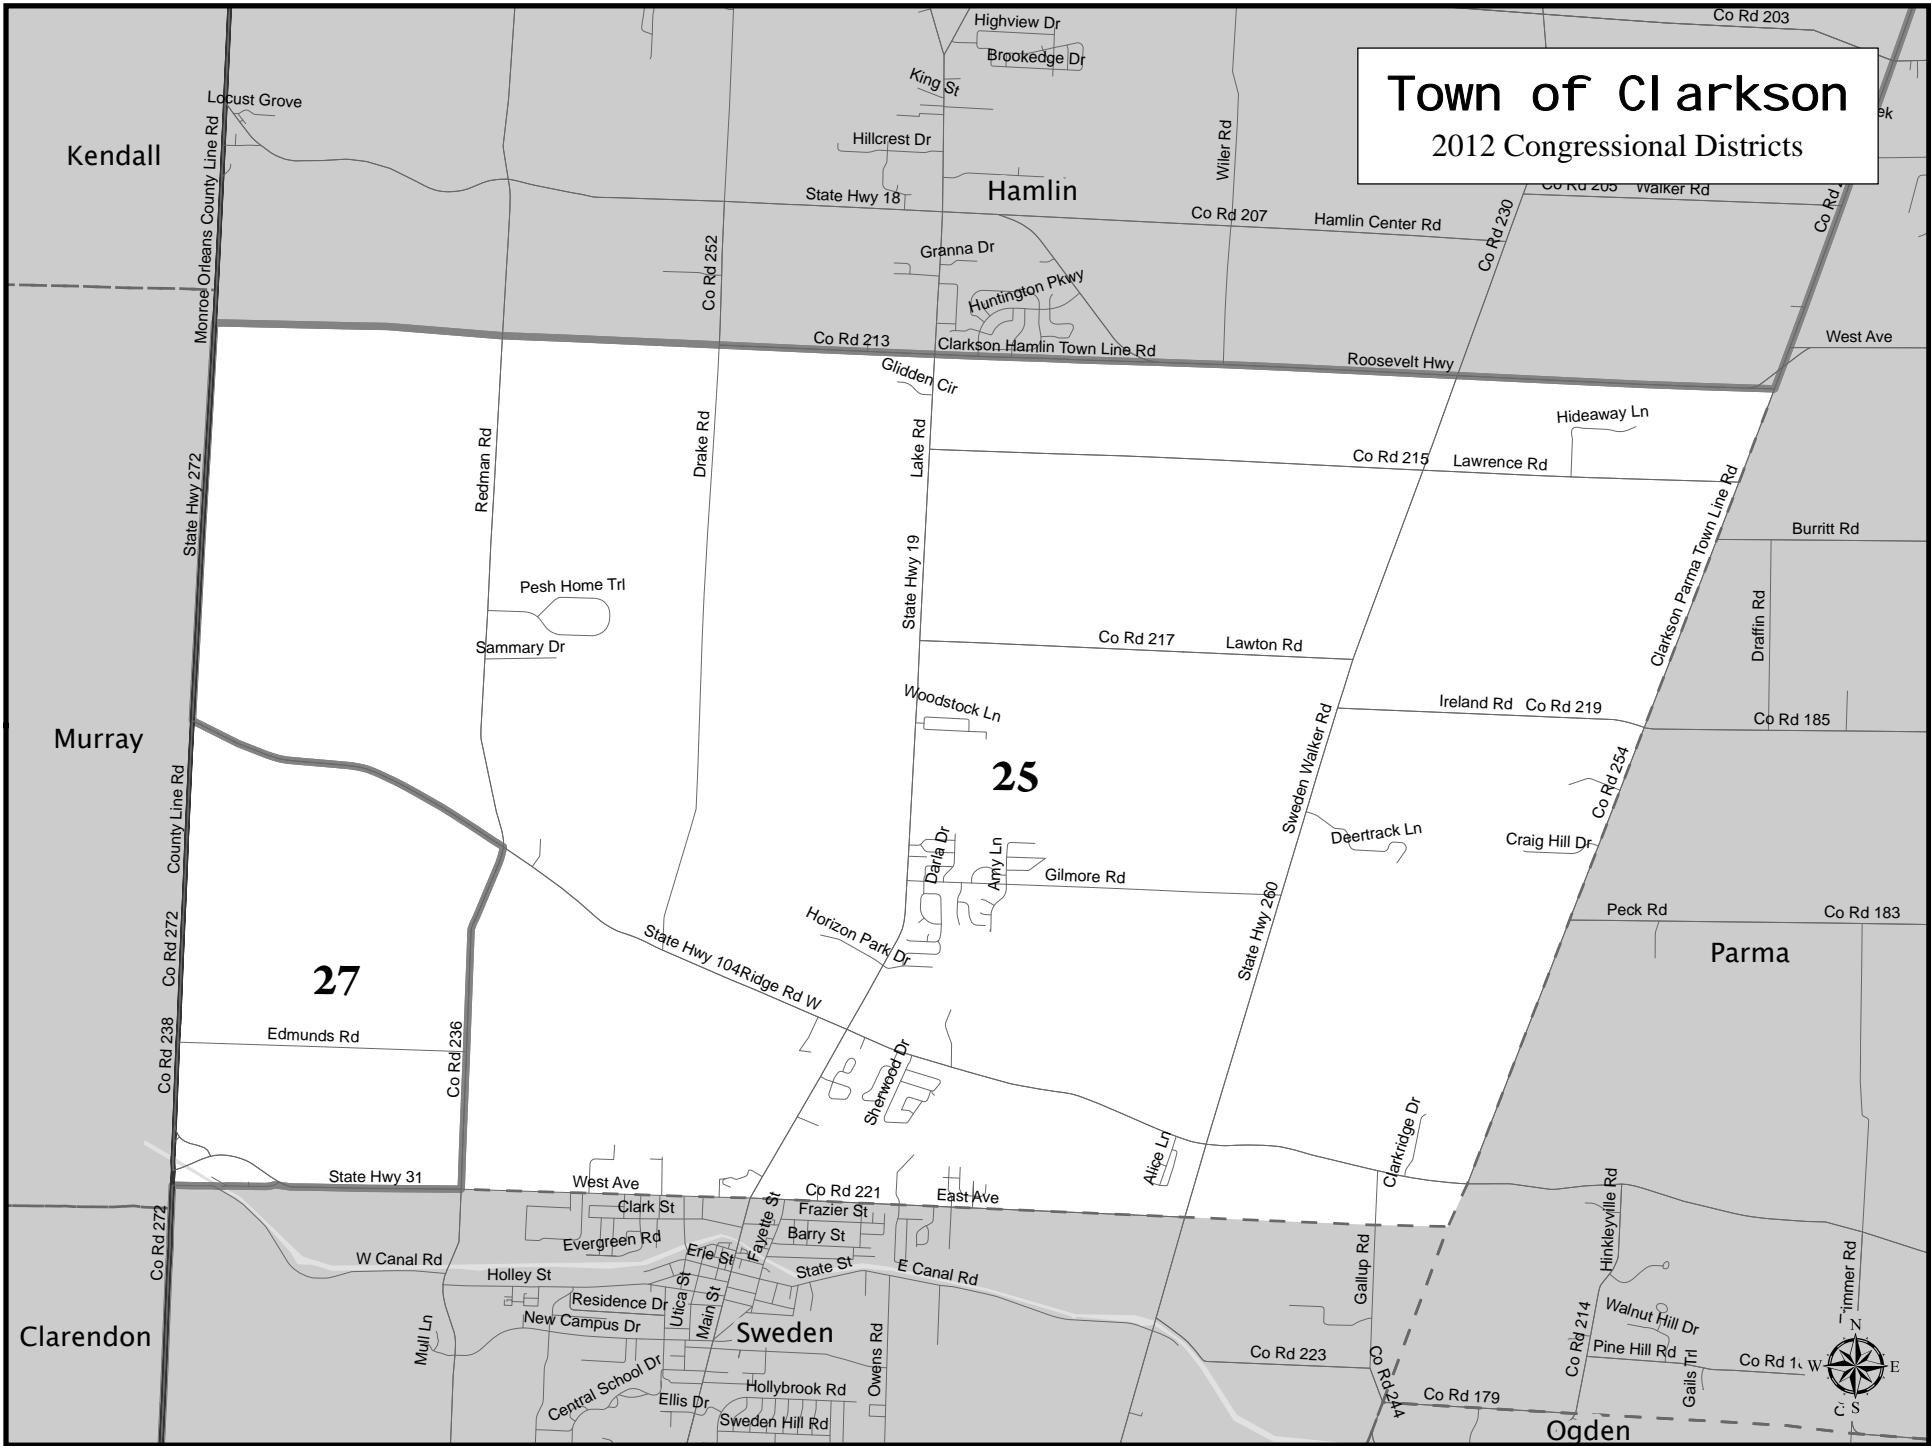 Town of Clarkson
2012 Congressional Districts
Co Rd 203
Highview Dr
Brookedge Dr
King St
Locust Grove
Kendall
Hillcrest Dr
Wiler Rd
Hamlin
State Hwy 18
Co Rd 207
Hamlin Center Rd
Co Rd 205
Walker Rd
Co Rd 230
Monroe Orleans County Line Rd
Co Rd 252
Granna Dr
Huntington Pkwy
Co Rd 213
Clarkson Hamlin Town Line Rd
Roosevelt Hwy
West Ave
Glidden Cir
Hideaway Ln
Redman Rd
Drake Rd
Lake Rd
Co Rd 215
Lawrence Rd
State Hwy 272
Clarkson Parma Town Line Rd
Burritt Rd
State Hwy 19
Pesh Home Trl
Sammary Dr
Draffin Rd
Co Rd 217
Lawton Rd
Woodstock Ln
Ireland Rd
Co Rd 219
Co Rd 185
Murray
25
Sweden Walker Rd
Co Rd 254
County Line Rd
Darla Dr
Amy Ln
Gilmore Rd
Deertrack Ln
Craig Hill Dr
Peck Rd
Co Rd 183
Parma
Co Rd 272
Horizon Park Dr
State Hwy 104
Ridge Rd W
State Hwy 260
27
Edmunds Rd
Co Rd 238
Co Rd 236
Sherwood Dr
Alice Ln
Clarkridge Dr
State Hwy 31
West Ave
Co Rd 221
East Ave
Co Rd 272
Clark St
Frazier St
Fayette St
Barry St
Evergreen Rd
Erie St
State St
E Canal Rd
W Canal Rd
Holley St
Gallup Rd
Hinkleyville Rd
Residence Dr
New Campus Dr
Utica St
Main St
Sweden
Owens Rd
Mull Ln
Clarendon
Co Rd 214
Walnut Hill Dr
Pine Hill Rd
Gails Trl
Co Rd
N
W
E
S
Co Rd 223
Co Rd 244
Co Rd 179
Central School Dr
Ellis Dr
Hollybrook Rd
Sweden Hill Rd
Ogden